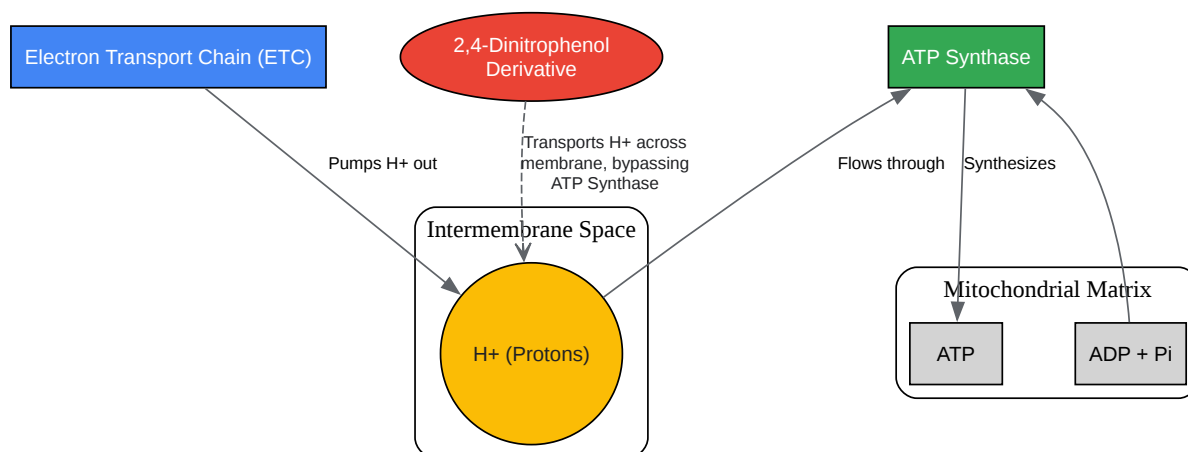 Electron Transport Chain (ETC)
2,4-Dinitrophenol
Derivative
ATP Synthase
Pumps H+ out
Transports H+ across
membrane, bypassing
ATP Synthase
Flows through
Synthesizes
Intermembrane Space
H+ (Protons)
Mitochondrial Matrix
ATP
ADP + Pi